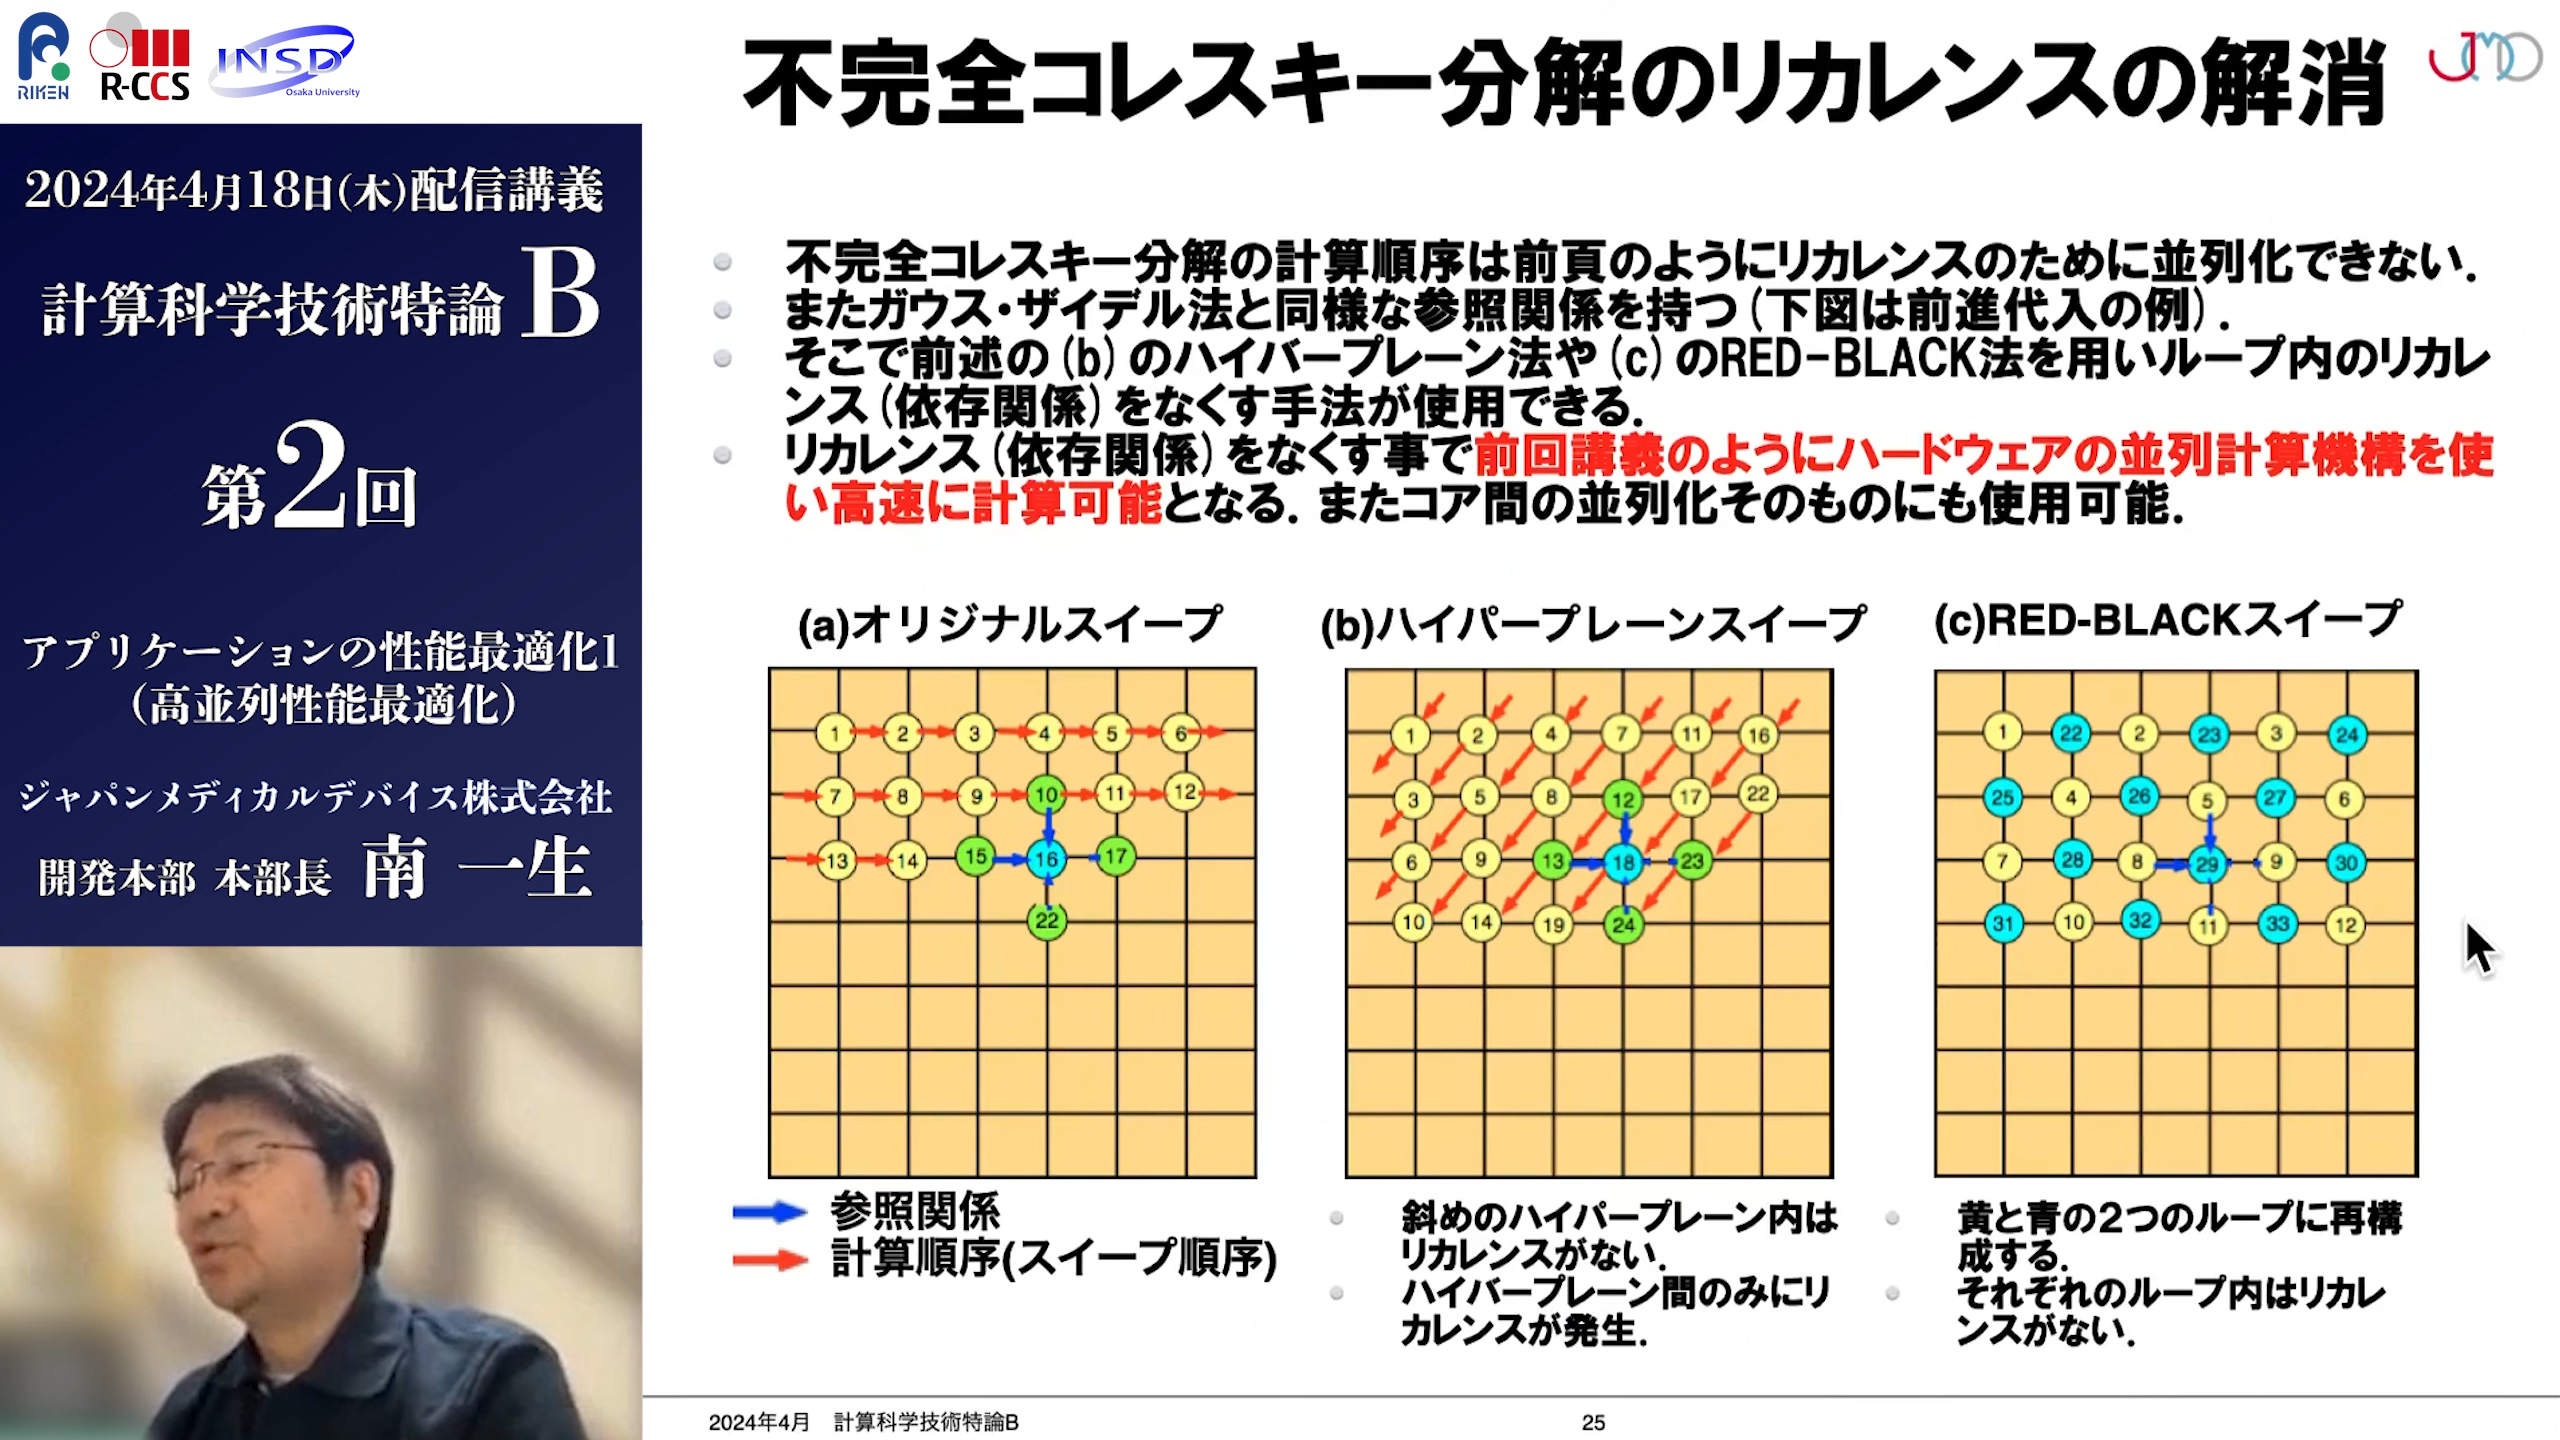 RIKEN
R-CCS
INSD
Osaka University
2024年4月18日(木)配信講義
計算科学技術特論 B
第2回
アプリケーションの性能最適化1
(高並列性能最適化)
ジャパンメディカルデバイス株式会社
開発本部 本部長 南 一生
不完全コレスキー分解のリカレンスの解消
不完全コレスキー分解の計算順序は前頁のようにリカレンスのために並列化できない．
またガウス・ザイデル法と同様な参照関係を持つ(下図は前進代入の例)．
そこで前述の(b)のハイパープレーン法や(c)のRED-BLACK法を用いループ内のリカレ
ンス(依存関係)をなくす手法が使用できる．
リカレンス(依存関係)をなくす事で前回講義のようにハードウェアの並列計算機構を使
い高速に計算可能となる．またコア間の並列化そのものにも使用可能．
(a)オリジナルスイープ
1 2 3 4 5 6
7 8 9 10 11 12
13 14 15 16 17
22
参照関係
計算順序(スイープ順序)
(b)ハイパープレーンスイープ
1 2 4 7 11 16
3 5 8 12 17 22
6 9 13 18 23
10 14 19 24
斜めのハイパープレーン内は
リカレンスがない．
ハイパープレーン間のみにリ
カレンスが発生．
(c)RED-BLACKスイープ
1 22 2 23 3 24
25 4 26 5 27 6
7 28 8 29 9 30
31 10 32 11 33 12
黄と青の２つのループに再構
成する．
それぞれのループ内はリカレ
ンスがない．
2024年4月 計算科学技術特論B
25